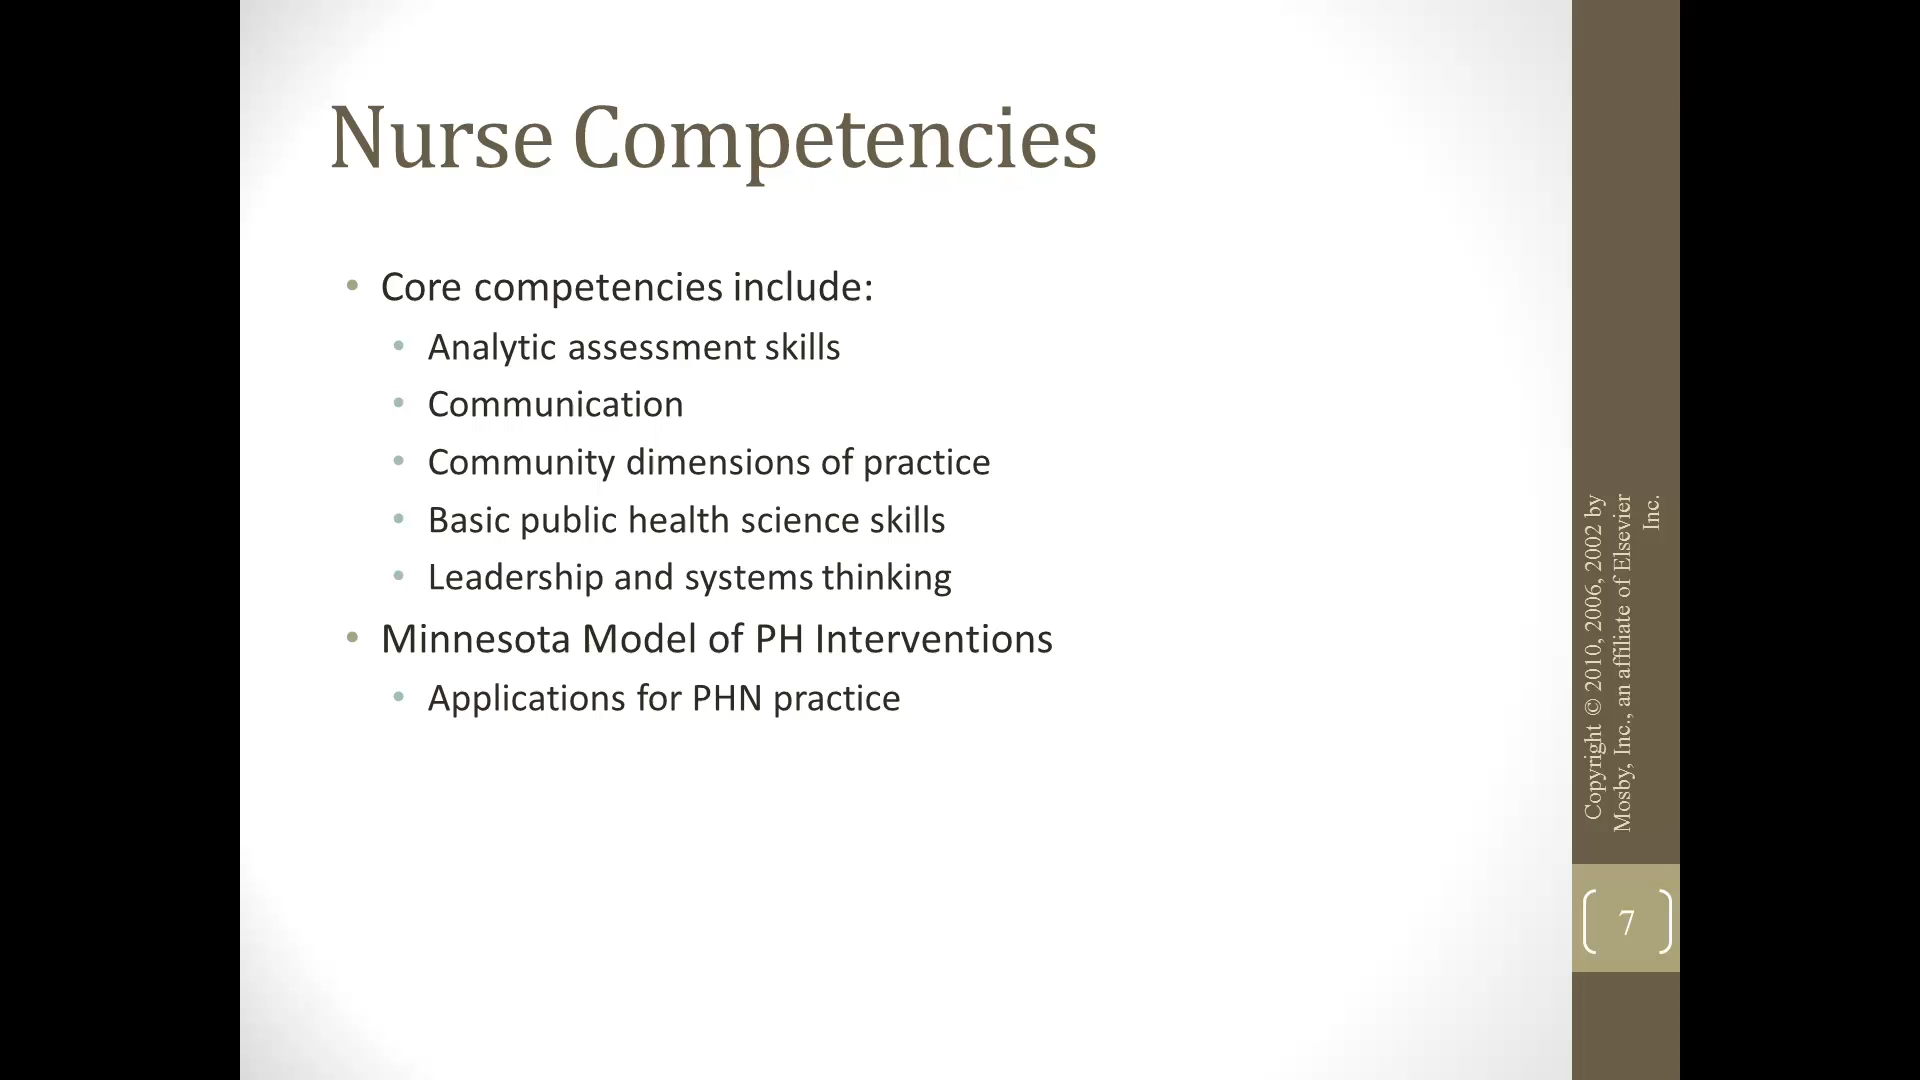 Nurse Competencies
• Core competencies include:
• Analytic assessment skills
• Communication
• Community dimensions of practice
• Basic public health science skills
• Leadership and systems thinking
• Minnesota Model of PH Interventions
• Applications for PHN practice
Copyright © 2010, 2006, 2002 by
Mosby, Inc., an affiliate of Elsevier
Inc.
7